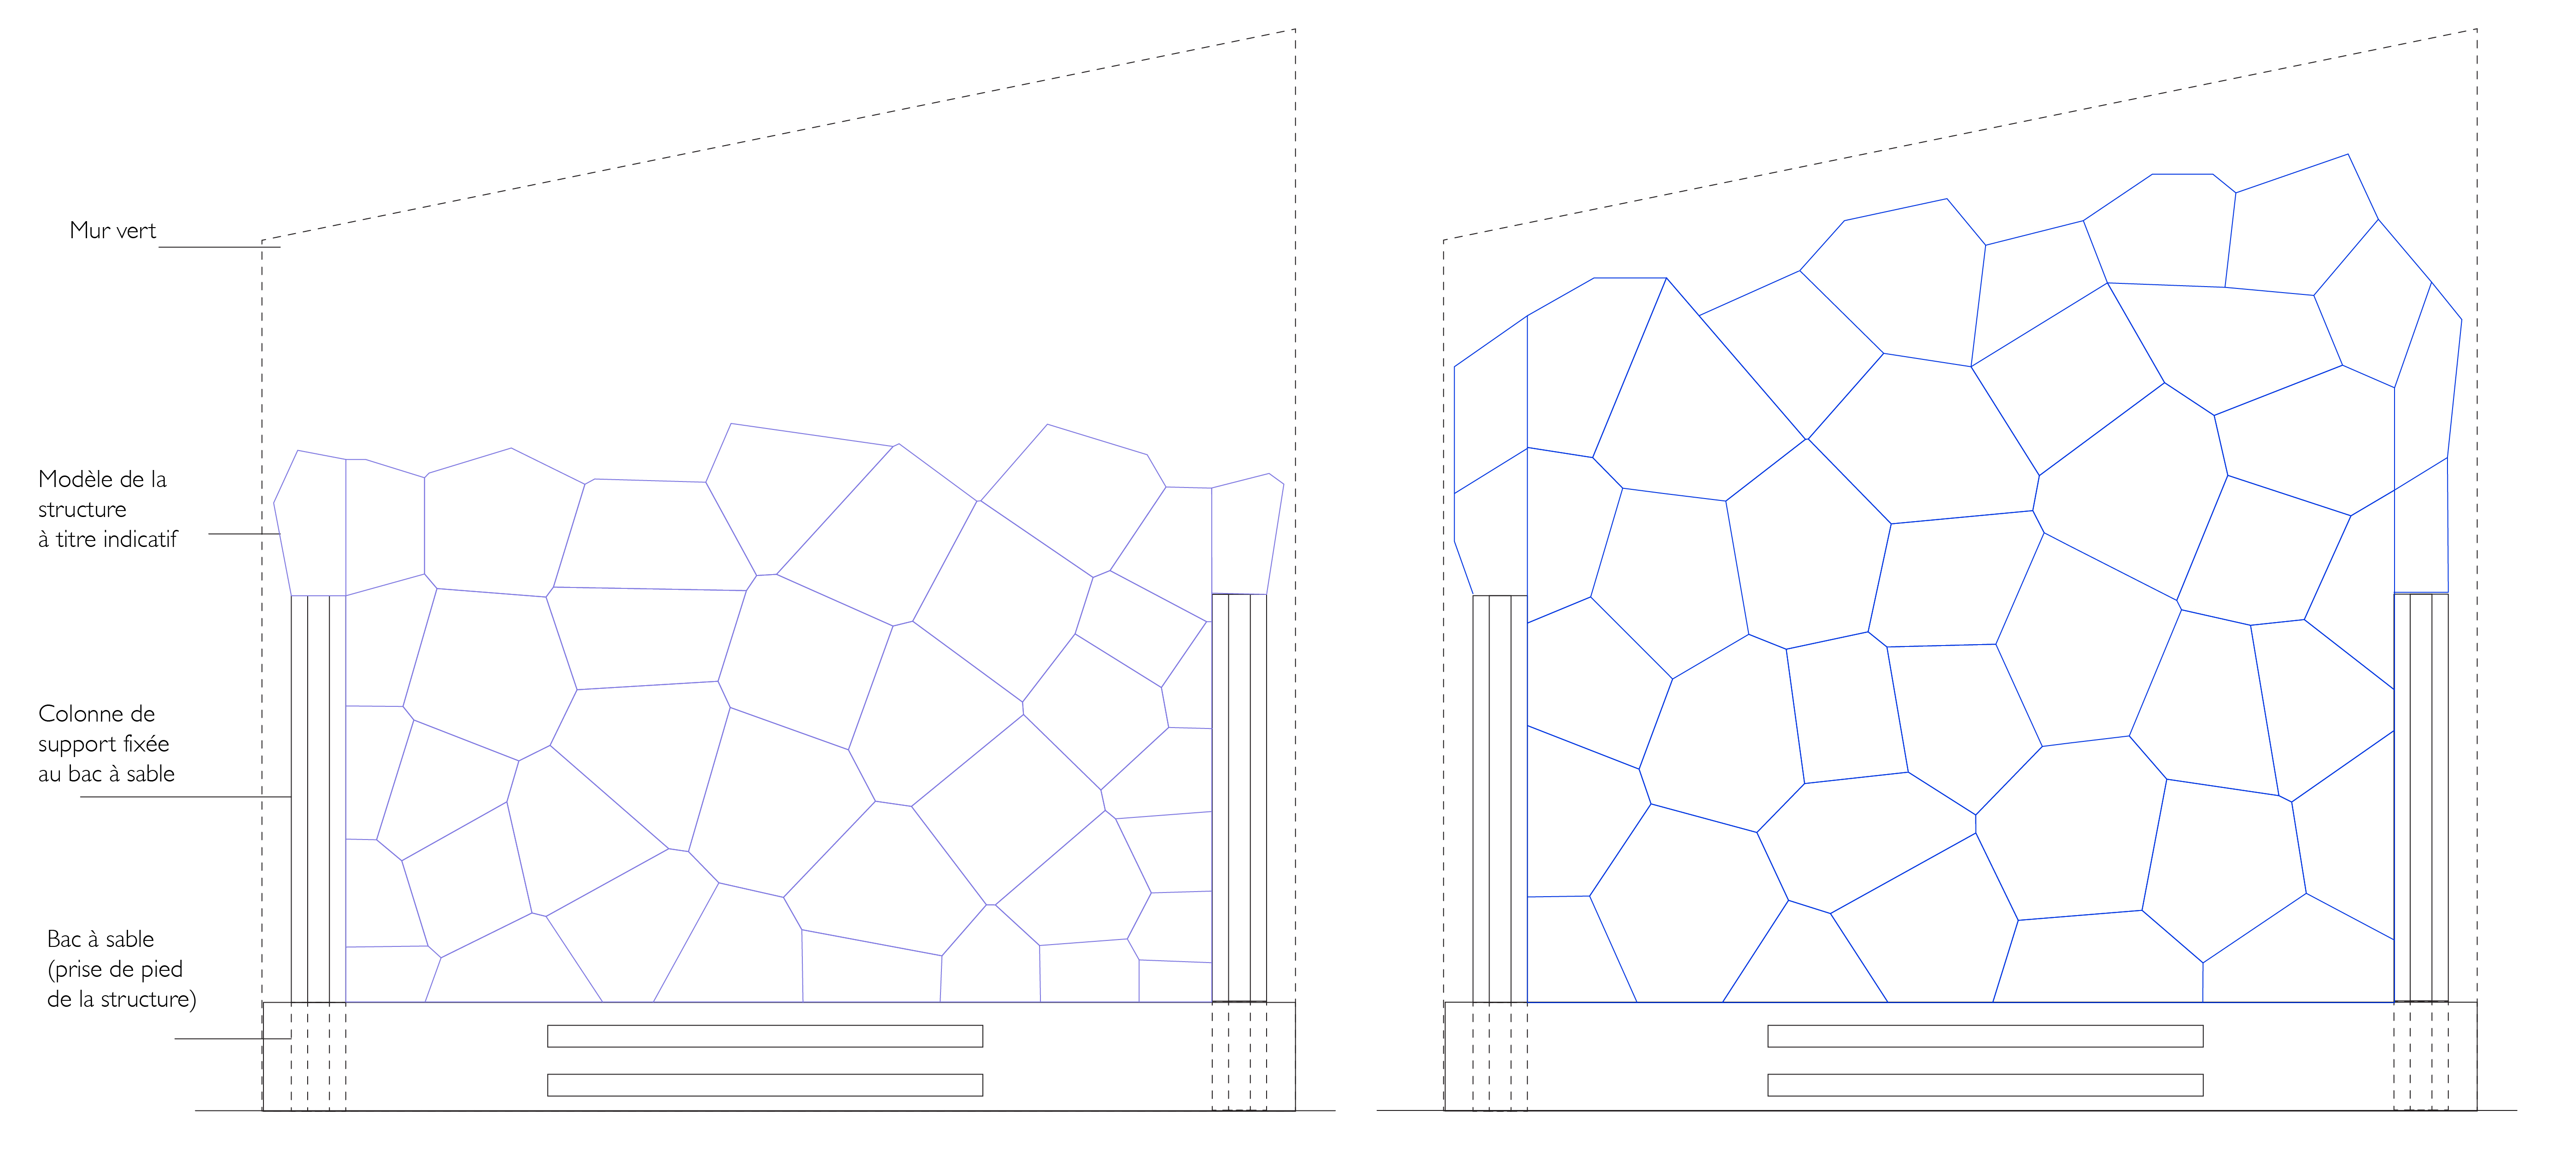 Mur vert
Modèle de la
structure
à titre indicatif
Colonne de
support fixée
au bac à sable
Bac à sable
(prise de pied
de la structure)